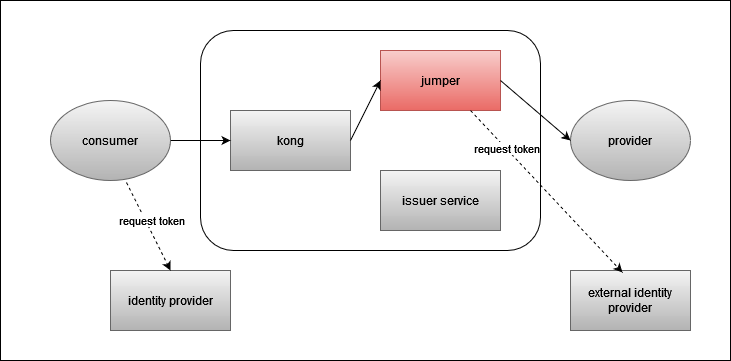 jumper
consumer
kong
provider
request token
issuer service
request token
identity provider
external identity
provider